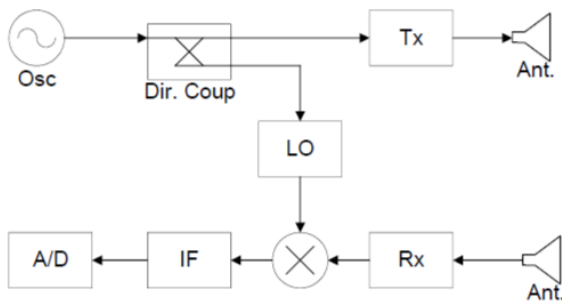 Osc
Dir. Coup
Tx
Ant.
LO
A/D
IF
Rx
Ant.